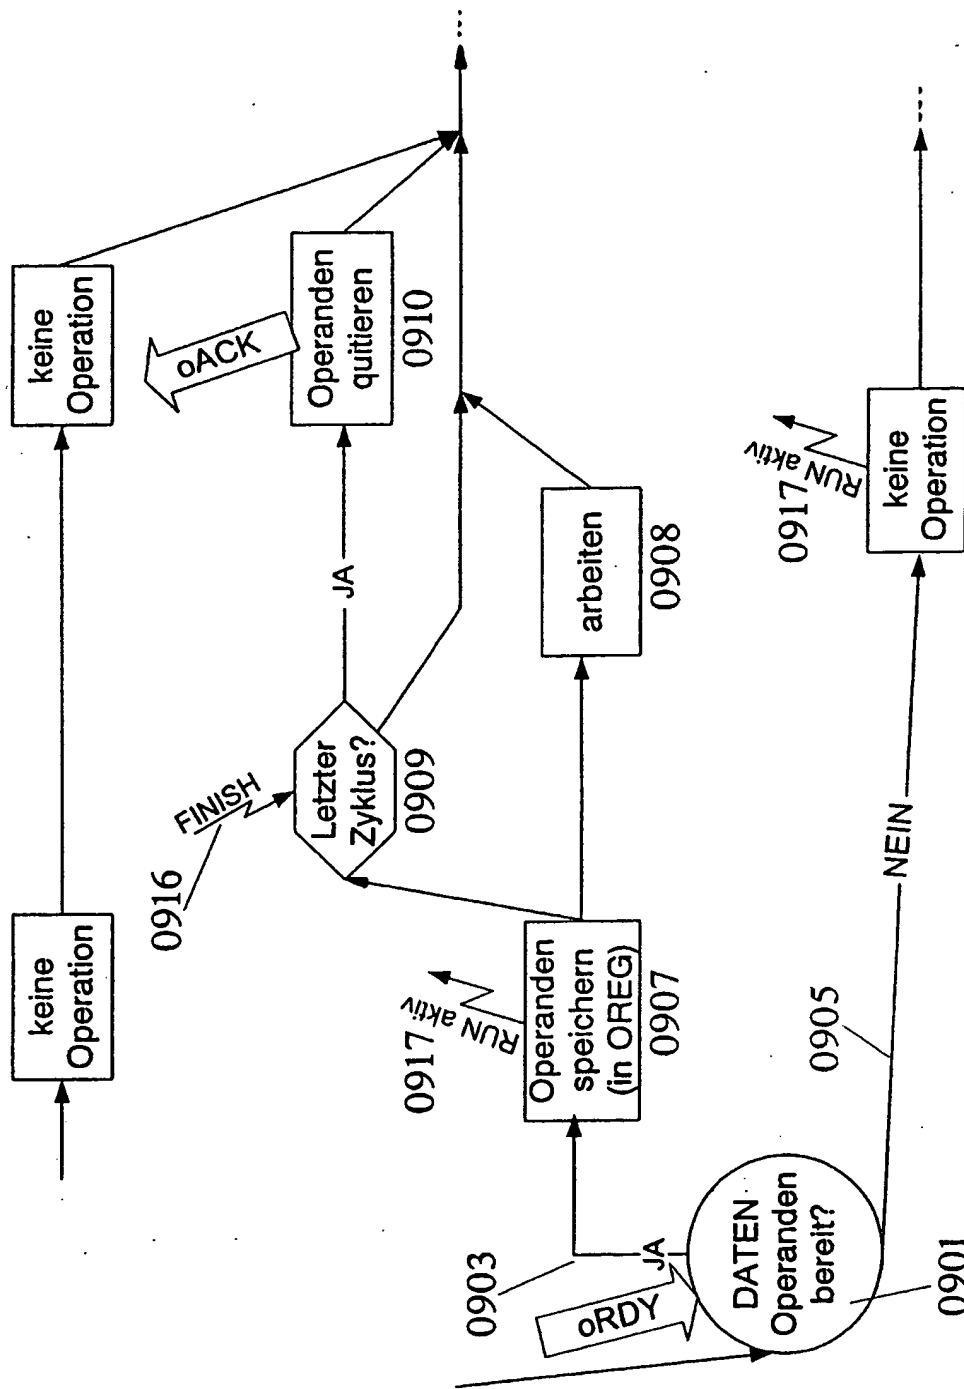 keine
Operation
keine
Operation
0916
FINISH
Letzter
Zyklus?
0909
JA
oACK
Operanden
quitieren
0910
0917
RUN aktiv
Operanden
speichern
(in OREG)
0907
arbeiten
0908
0903
oRDY
JA
DATEN
Operanden
bereit?
0901
0905
NEIN
0917
RUN aktiv
keine
Operation